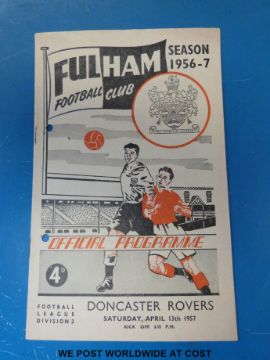 FULHAM
FOOTBALL CLUB
SEASON
1956-7
OFFICIAL PROGRAMME
4D
FOOTBALL
LEAGUE
DIVISION 2
DONCASTER ROVERS
SATURDAY, APRIL 13th 1957
KICK OFF 3.15 P.M.
WE POST WORLDWIDE AT COST